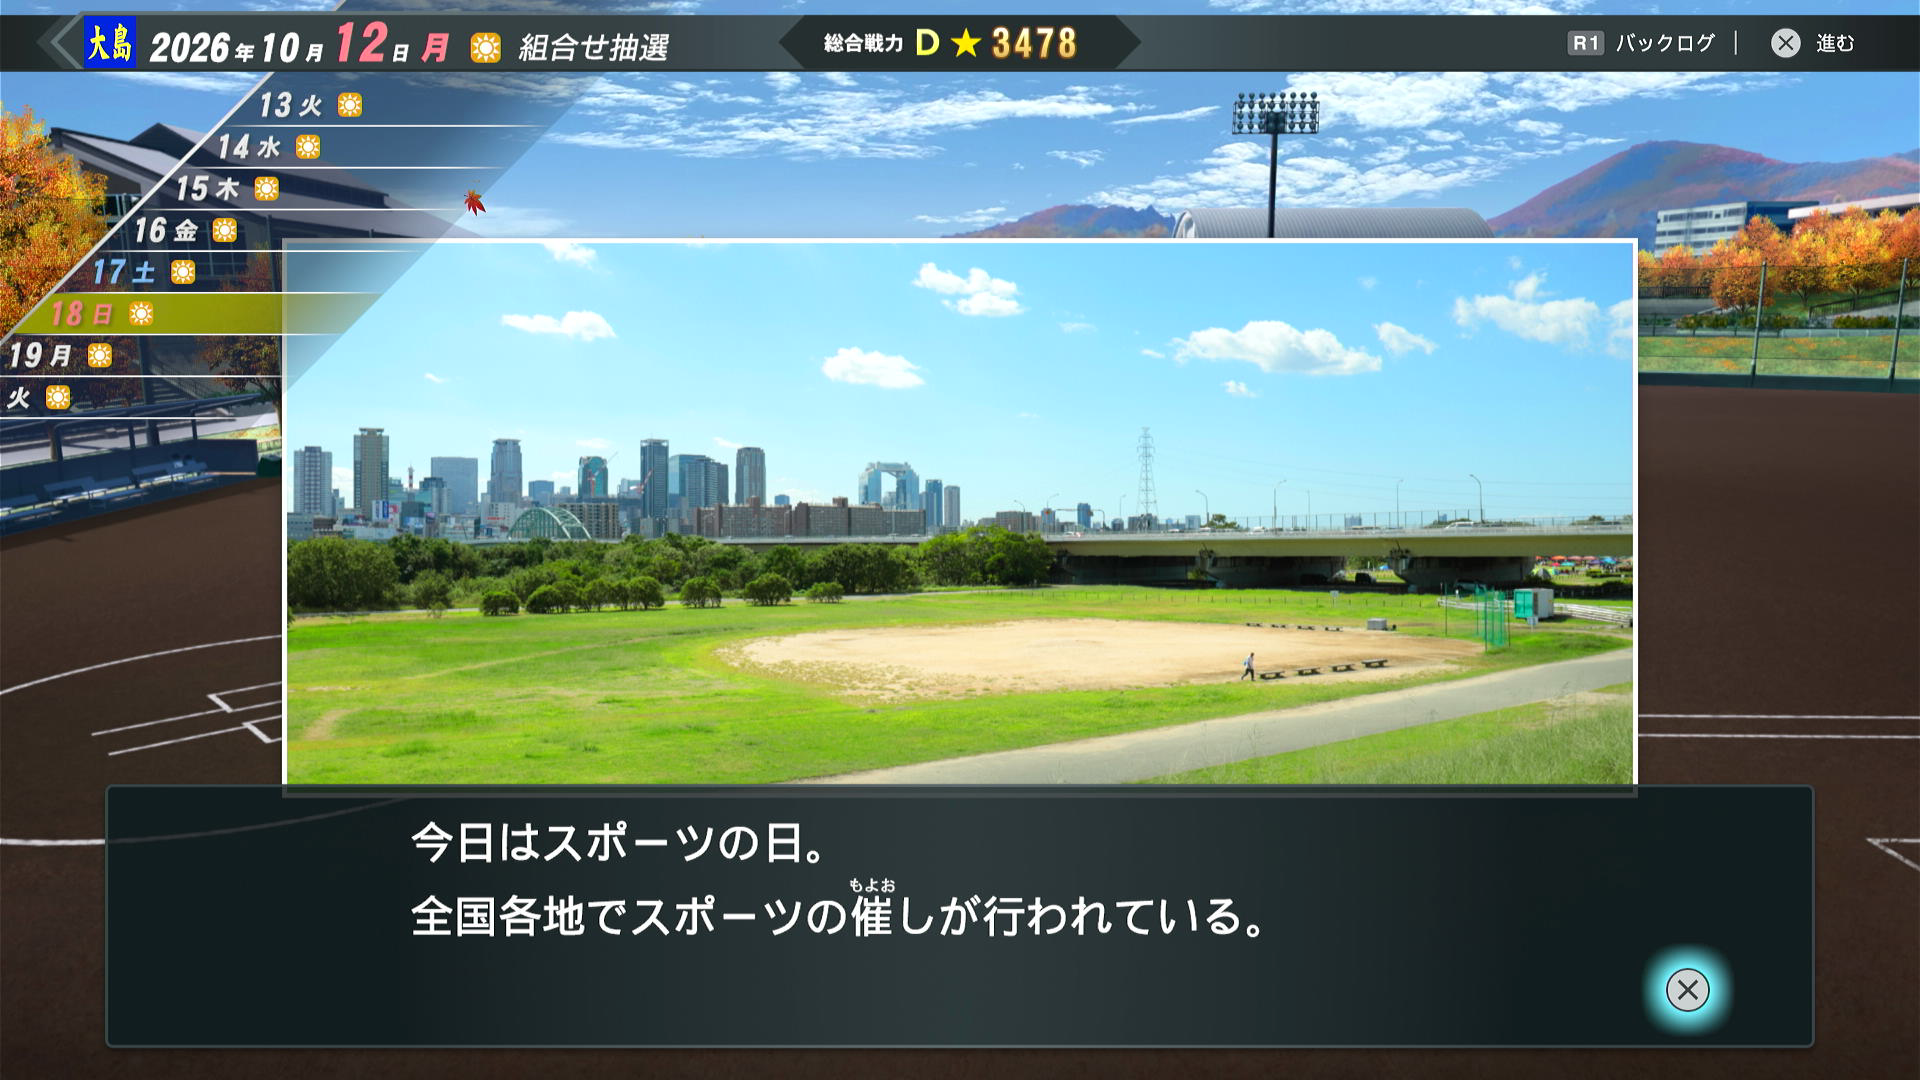 大島 2026年10月12日 月 組合せ抽選
総合戦力 D ★ 3478
R1 バックログ | 進む
13 火
14 水
15 木
16 金
17 土
18 日
19 月
火
今日はスポーツの日。
全国各地でスポーツの催しが行われている。
もよお